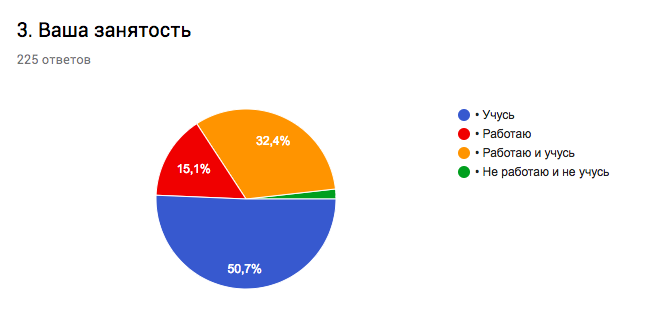 3. Ваша занятость
225 ответов
32,4%
15,1%
50,7%
• Учусь
• Работаю
• Работаю и учусь
• Не работаю и не учусь